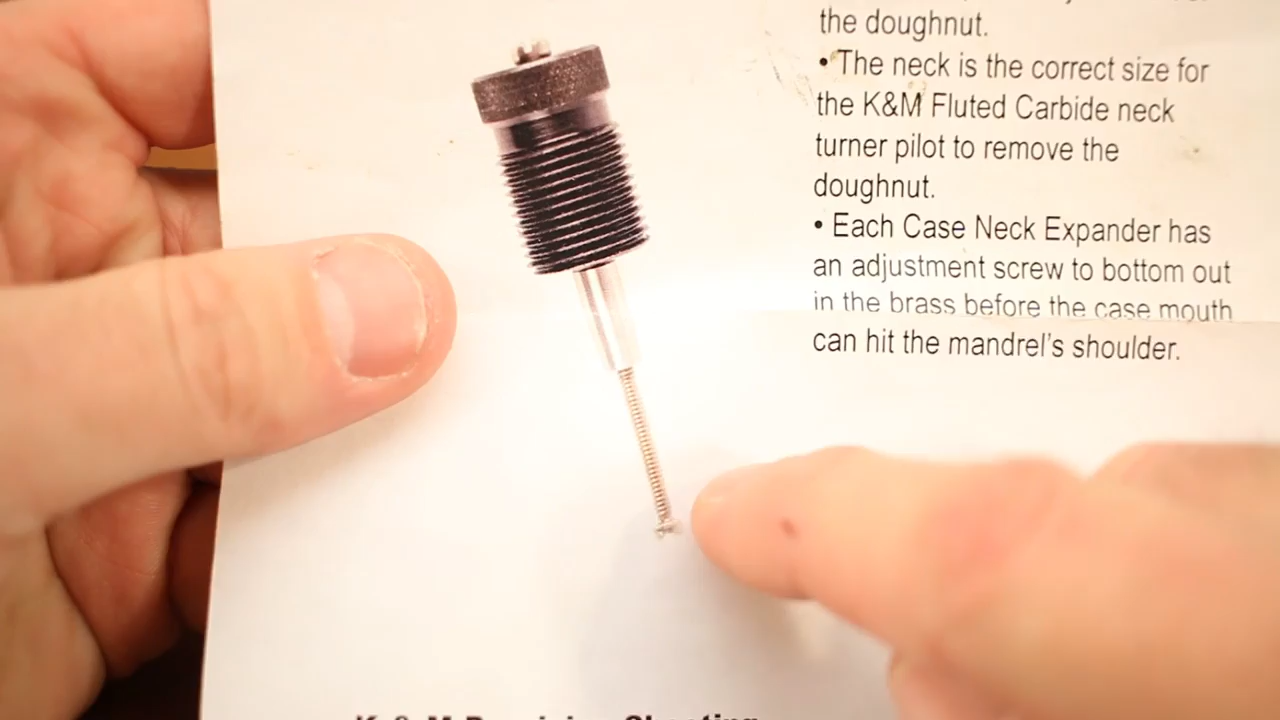 the doughnut.
• The neck is the correct size for
the K&M Fluted Carbide neck
turner pilot to remove the
doughnut.
• Each Case Neck Expander has
an adjustment screw to bottom out
in the brass before the case mouth
can hit the mandrel's shoulder.
K & M Precision Shooting